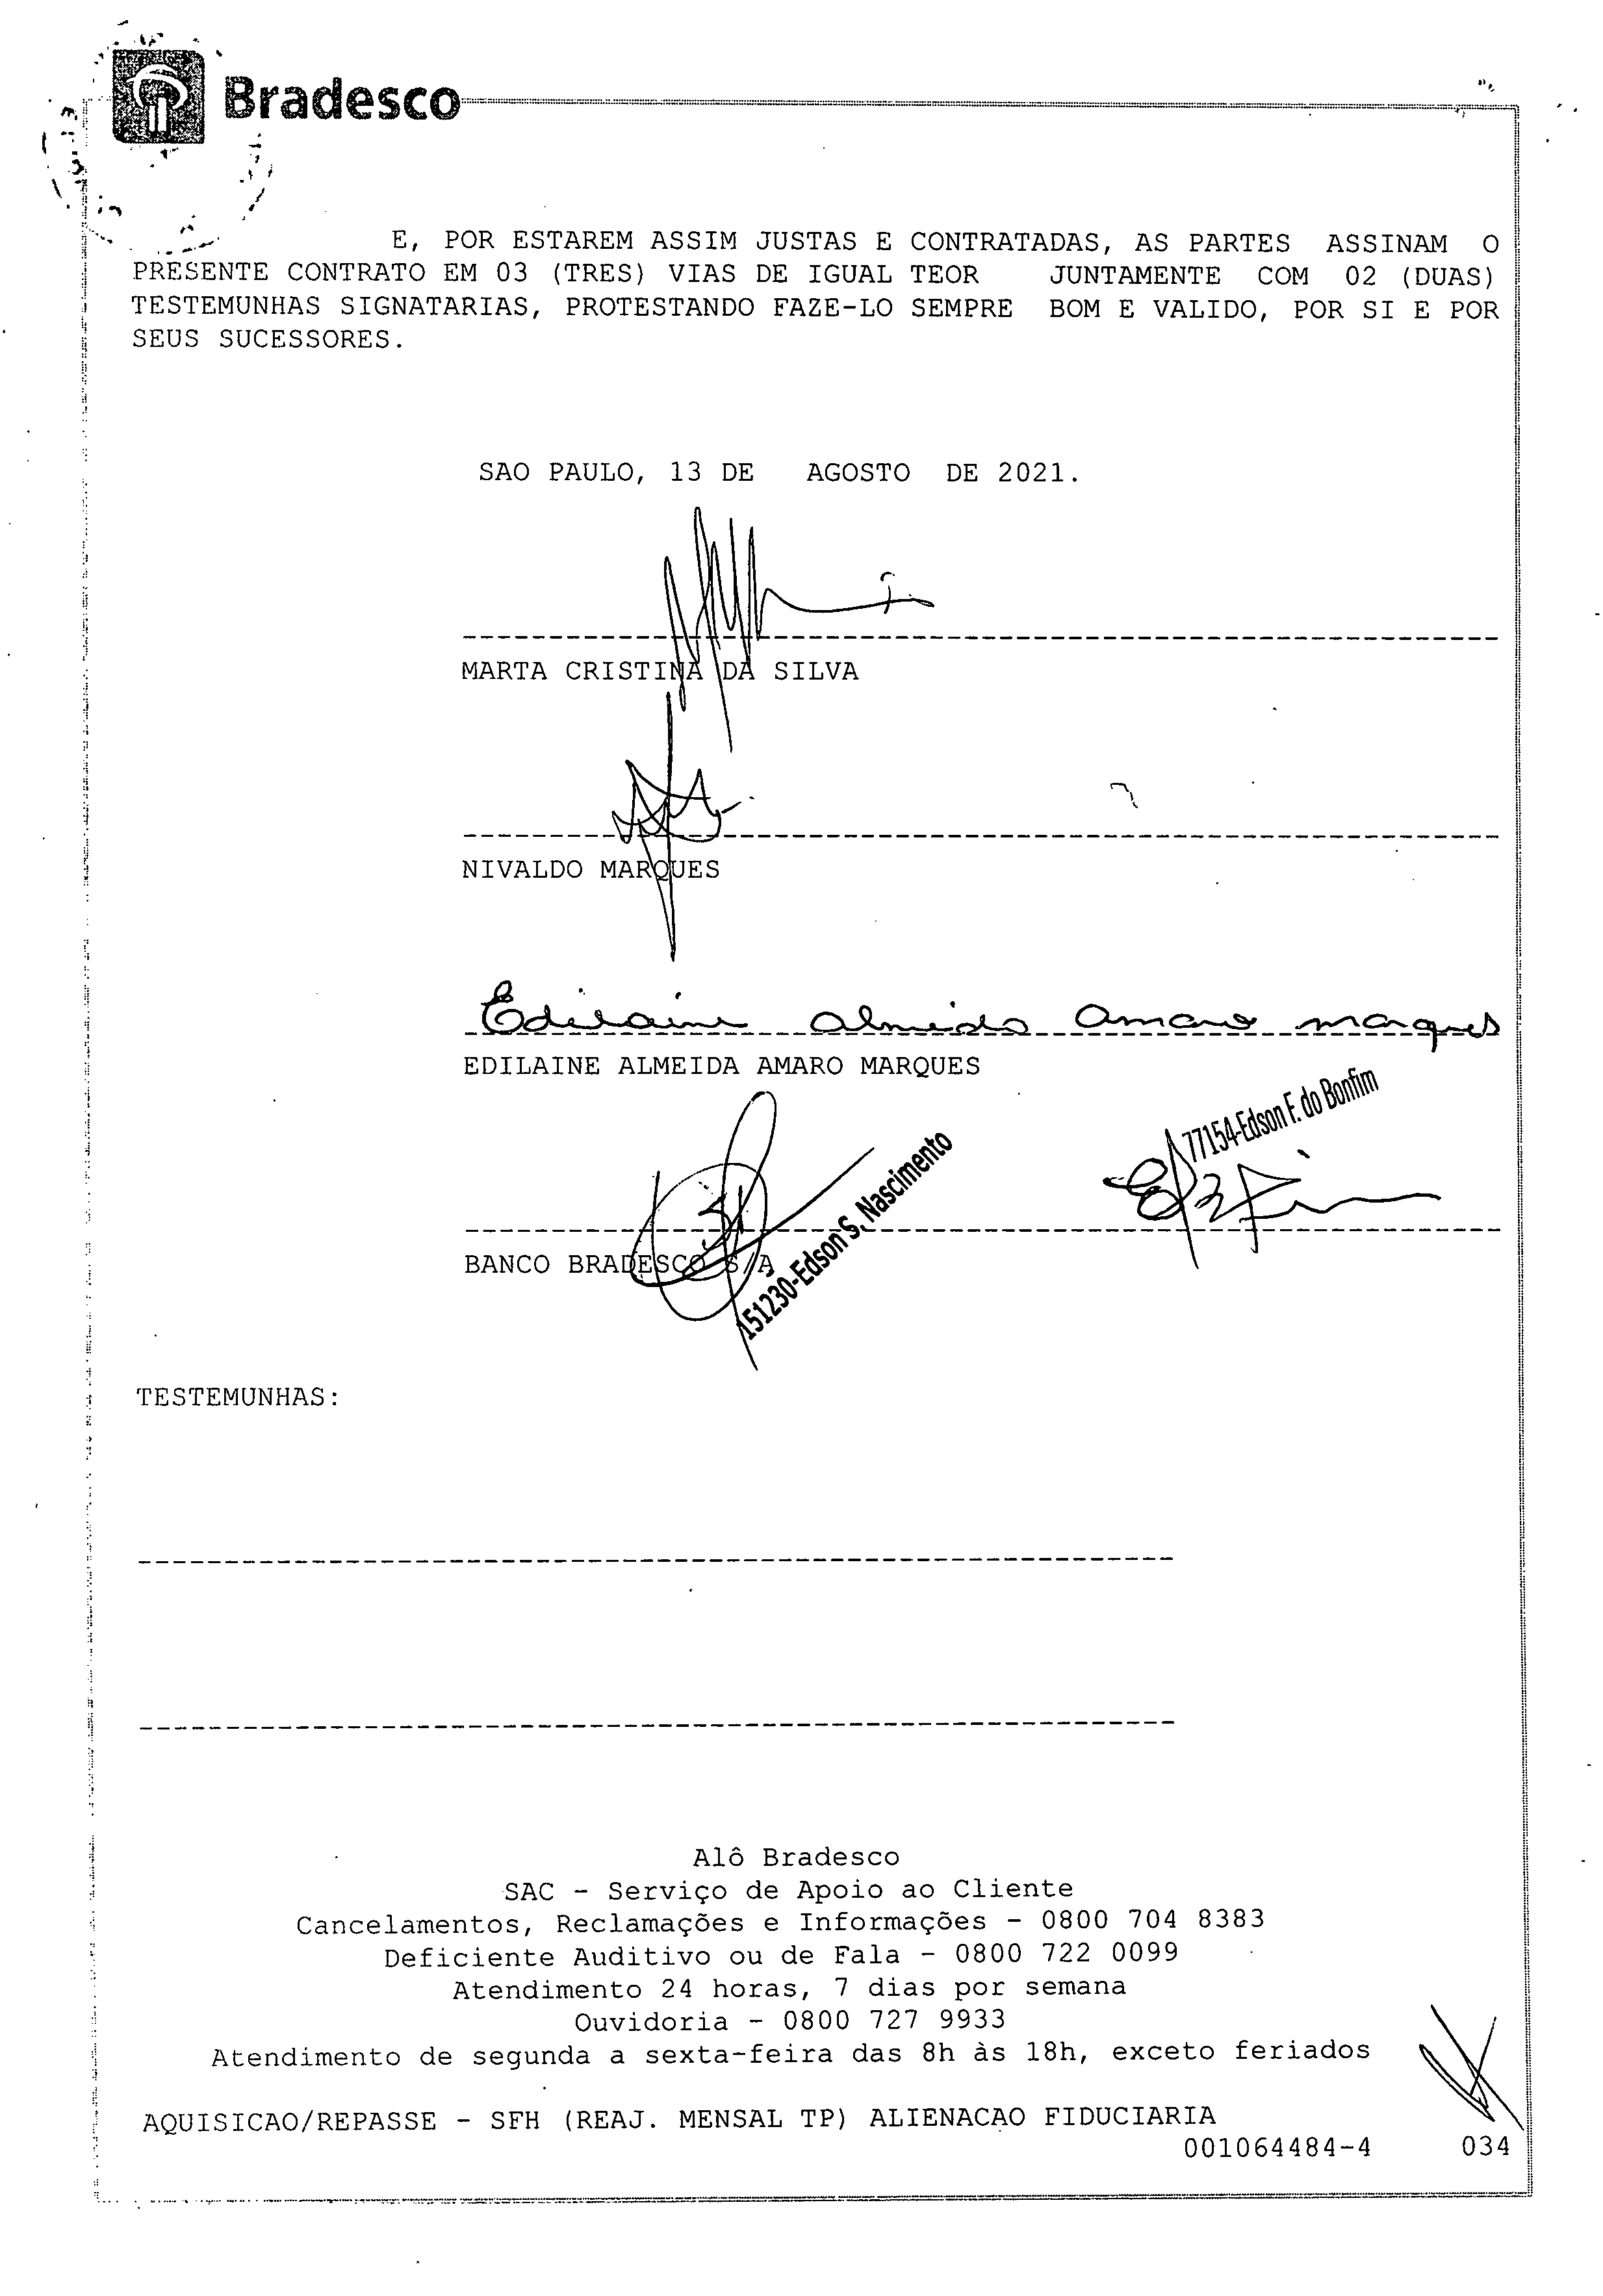 Bradesco
E, POR ESTAREM ASSIM JUSTAS E CONTRATADAS, AS PARTES ASSINAM O
PRESENTE CONTRATO EM 03 (TRES) VIAS DE IGUAL TEOR JUNTAMENTE COM 02 (DUAS)
TESTEMUNHAS SIGNATARIAS, PROTESTANDO FAZE-LO SEMPRE BOM E VALIDO, POR SI E POR
SEUS SUCESSORES.
SAO PAULO, 13 DE AGOSTO DE 2021.
MARTA CRISTINA DA SILVA
NIVALDO MARQUES
Edilaine Almeida Amaro Marques
EDILAINE ALMEIDA AMARO MARQUES
77154-Edson F. do Bonfim
151230-Edson S. Nascimento
BANCO BRADESCO S/A
TESTEMUNHAS:
Alô Bradesco
SAC - Serviço de Apoio ao Cliente
Cancelamentos, Reclamações e Informações - 0800 704 8383
Deficiente Auditivo ou de Fala - 0800 722 0099
Atendimento 24 horas, 7 dias por semana
Ouvidoria - 0800 727 9933
Atendimento de segunda a sexta-feira das 8h às 18h, exceto feriados
AQUISICAO/REPASSE - SFH (REAJ. MENSAL TP) ALIENACAO FIDUCIARIA
001064484-4 034